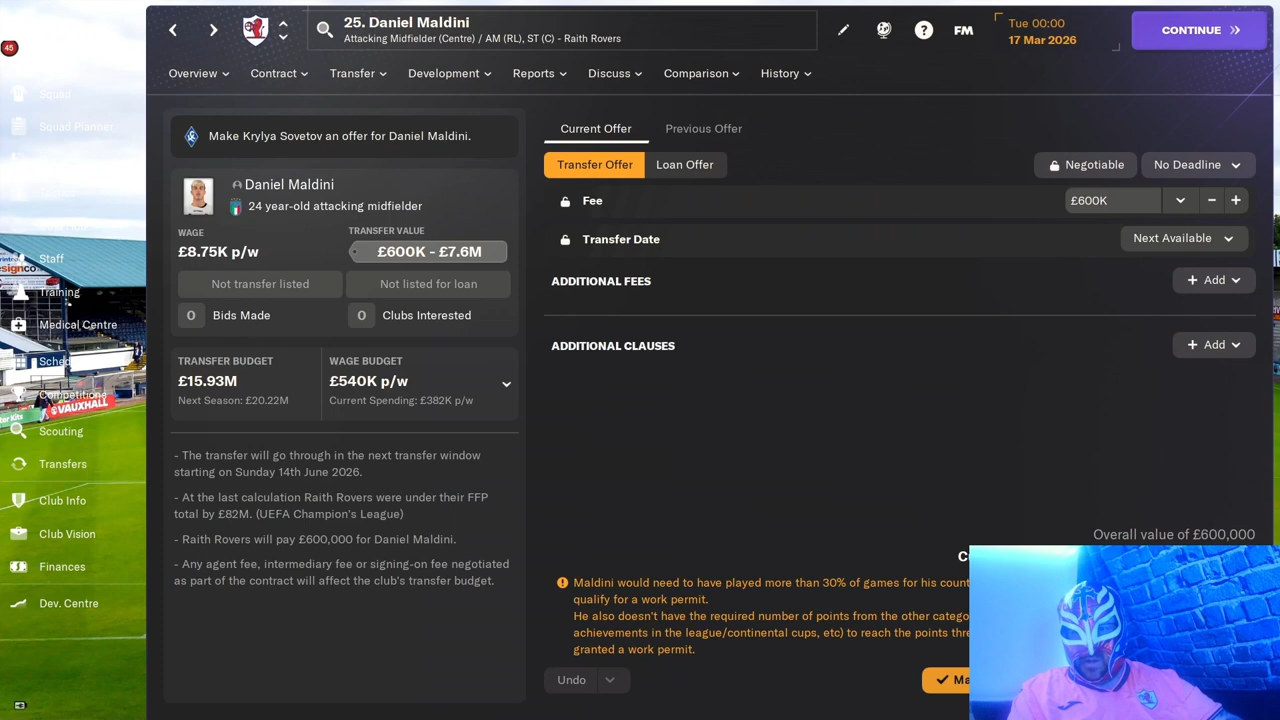 25. Daniel Maldini
Attacking Midfielder (Centre) / AM (RL), ST (C) - Raith Rovers
FM
Tue 00:00
17 Mar 2026
CONTINUE
Overview
Contract
Transfer
Development
Reports
Discuss
Comparison
History
45
Squad
Squad Planner
Staff
Training
Medical Centre
Sched
Competitions
VAUXHALL
Scouting
Transfers
Club Info
Club Vision
Finances
Dev. Centre
Make Krylya Sovetov an offer for Daniel Maldini.
Daniel Maldini
24 year-old attacking midfielder
WAGE
TRANSFER VALUE
£8.75K p/w
£600K - £7.6M
Not transfer listed
Not listed for loan
0 Bids Made
0 Clubs Interested
TRANSFER BUDGET
WAGE BUDGET
£15.93M
£540K p/w
Next Season: £20.22M
Current Spending: £382K p/w
- The transfer will go through in the next transfer window
starting on Sunday 14th June 2026.
- At the last calculation Raith Rovers were under their FFP
total by £82M. (UEFA Champion's League)
- Raith Rovers will pay £600,000 for Daniel Maldini.
- Any agent fee, intermediary fee or signing-on fee negotiated
as part of the contract will affect the club's transfer budget.
Current Offer
Previous Offer
Transfer Offer
Loan Offer
Negotiable
No Deadline
Fee
£600K
Transfer Date
Next Available
ADDITIONAL FEES
+ Add
ADDITIONAL CLAUSES
+ Add
Overall value of £600,000
Maldini would need to have played more than 30% of games for his
qualify for a work permit.
He also doesn't have the required number of points from the other
achievements in the league/continental cups, etc) to reach the points
granted a work permit.
Undo